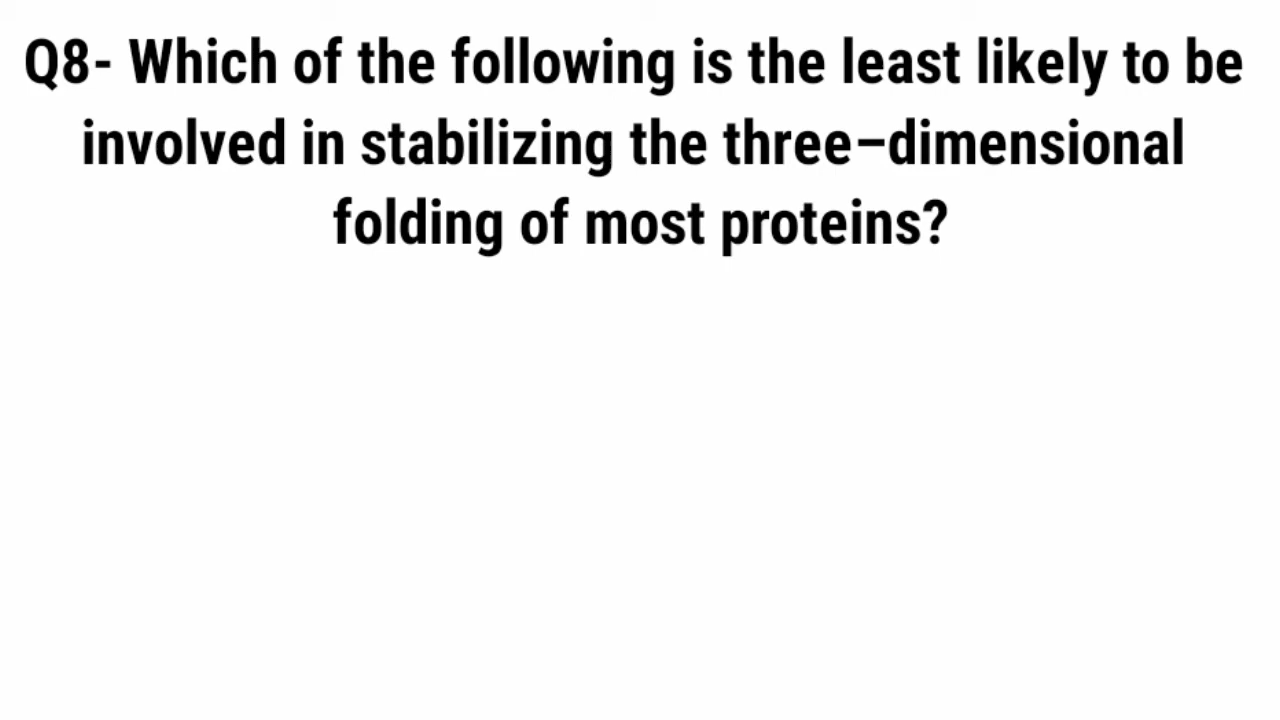 Q8- Which of the following is the least likely to be
involved in stabilizing the three–dimensional
folding of most proteins?